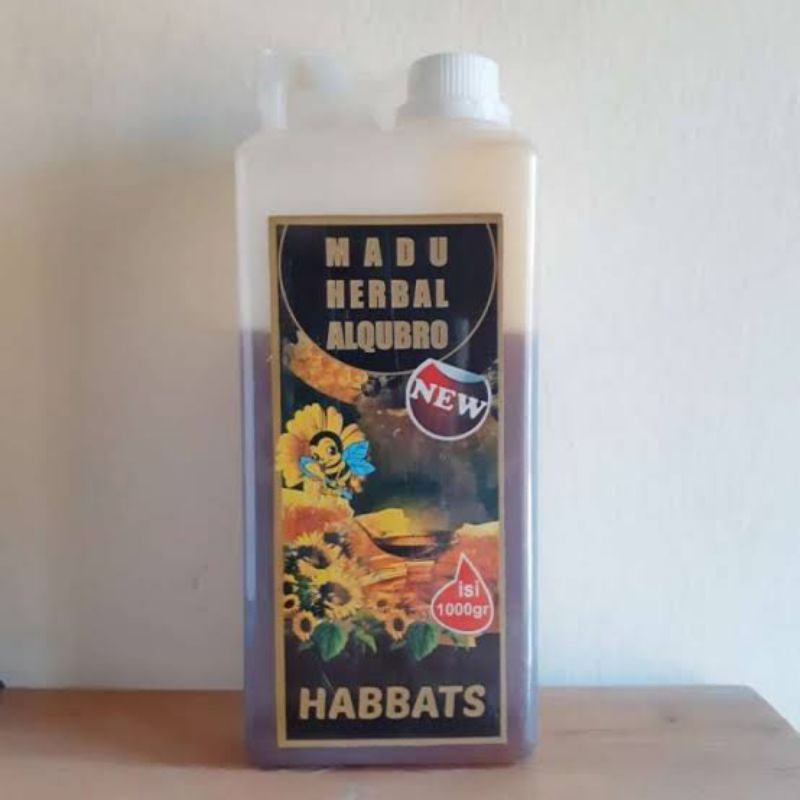 MADU
HERBAL
ALQUBRO
NEW
isi
1000gr
HABBATS